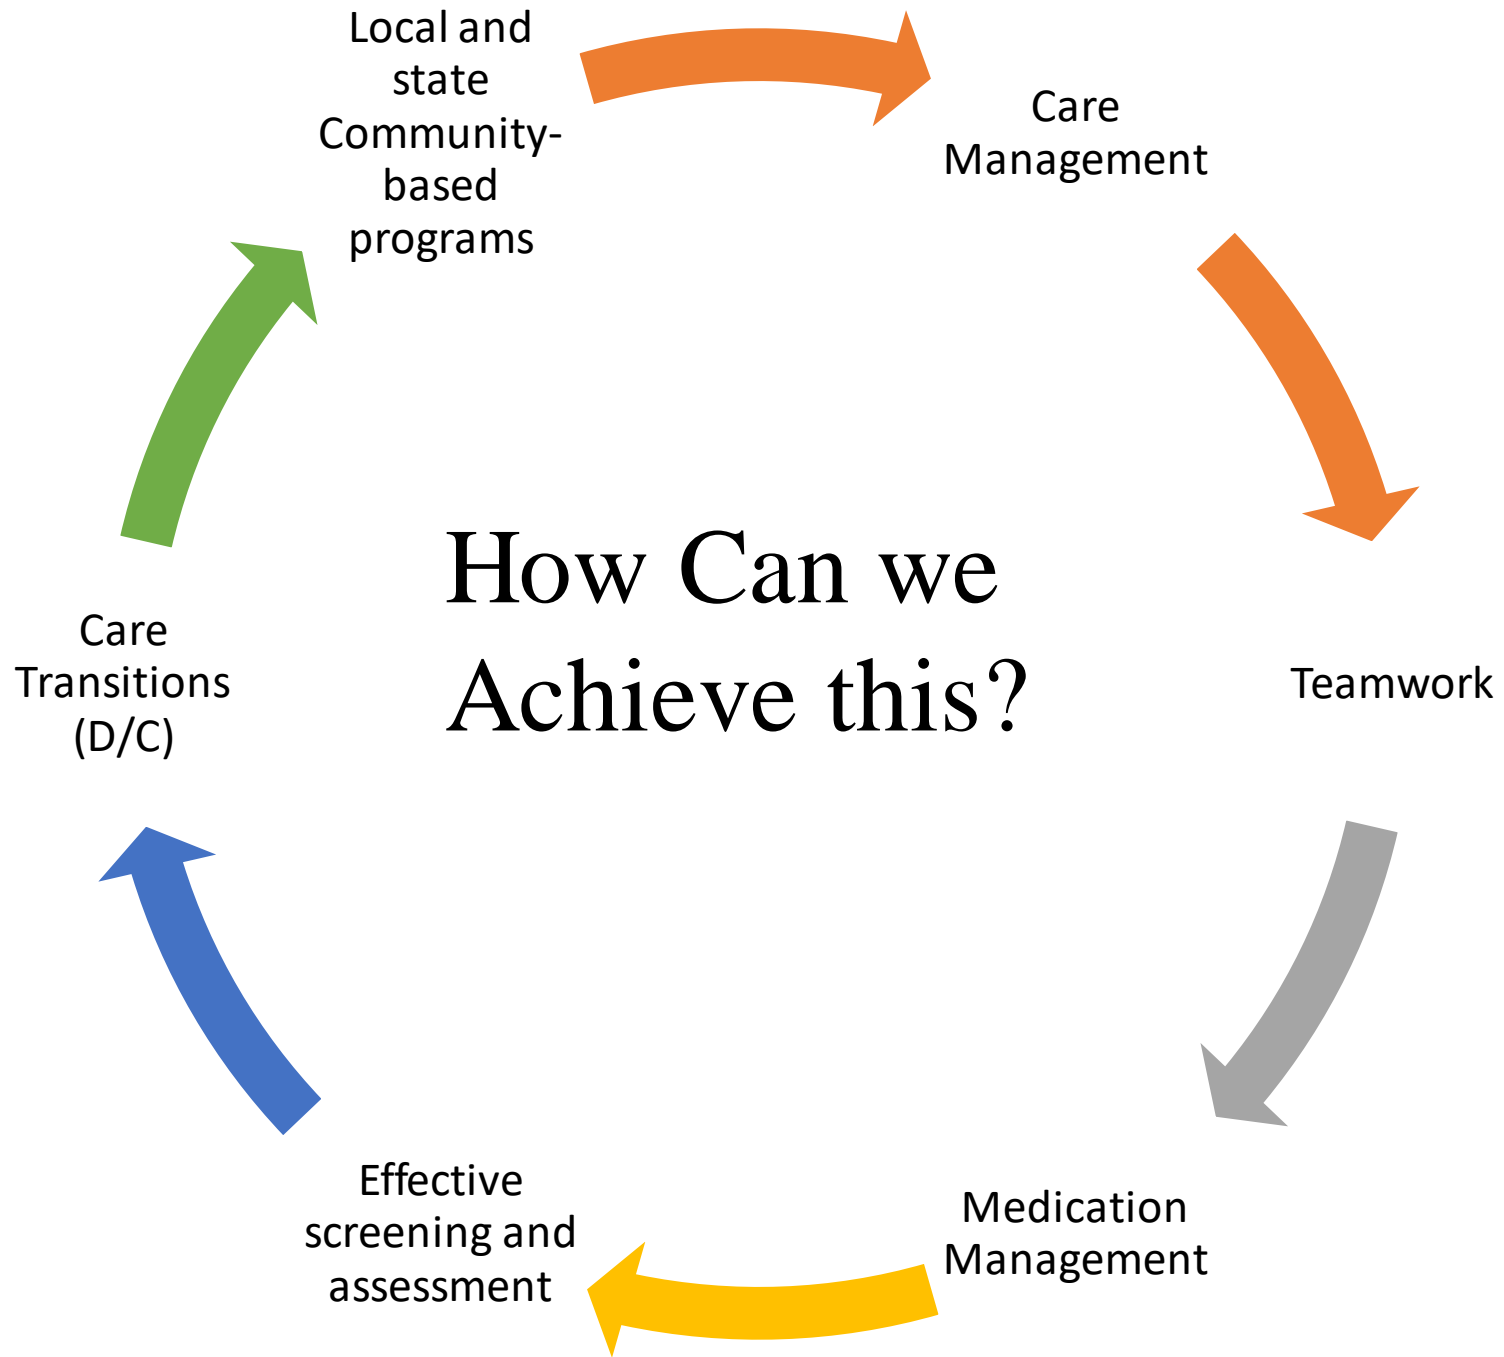 Local and
state
Community-
based
programs
Care
Management
How Can we
Achieve this?
Care
Transitions
(D/C)
Teamwork
Effective
screening and
assessment
Medication
Management